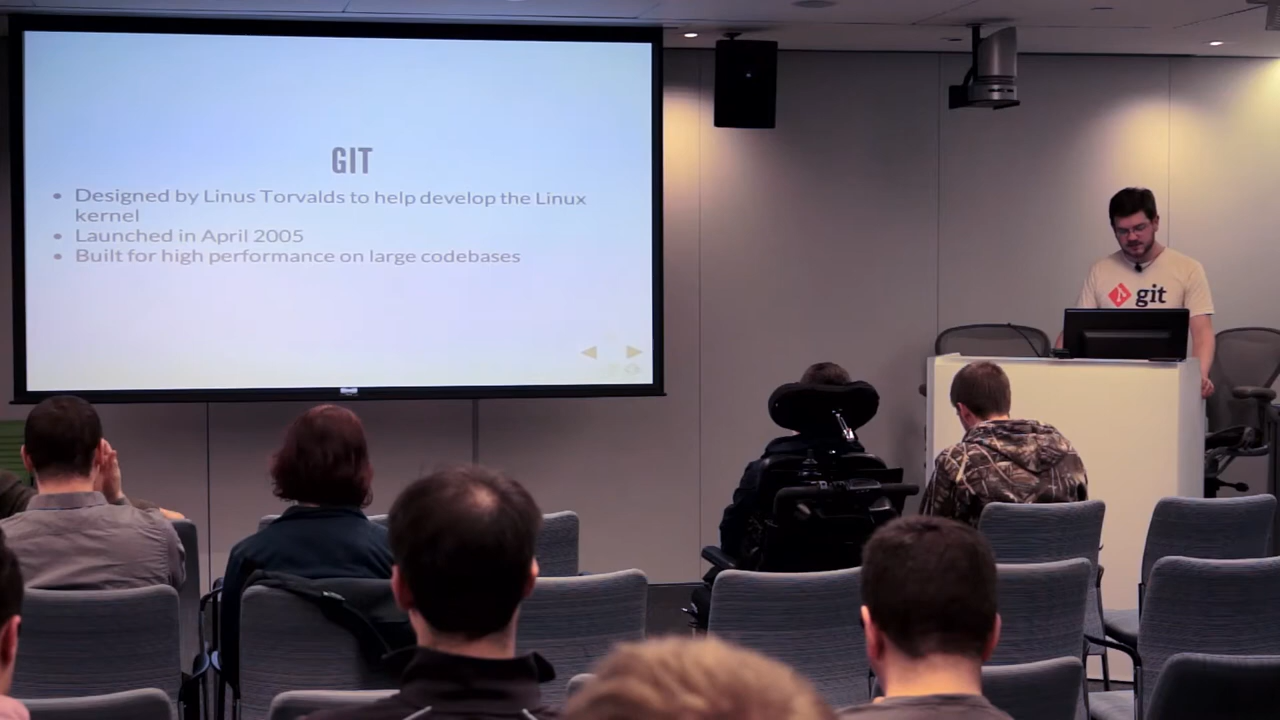 GIT
• Designed by Linus Torvalds to help develop the Linux
kernel
• Launched in April 2005
• Built for high performance on large codebases
git